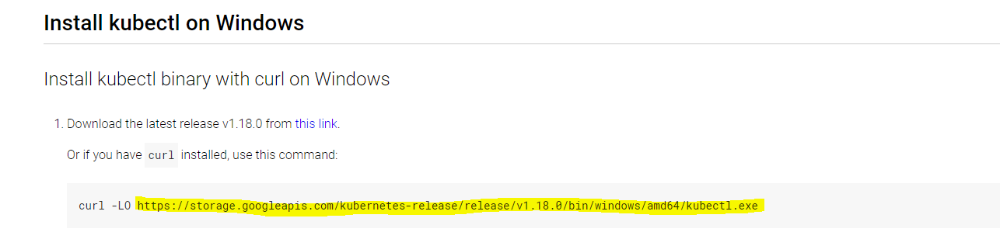 Install kubectl on Windows
Install kubectl binary with curl on Windows
1. Download the latest release v1.18.0 from this link.
Or if you have curl installed, use this command:
curl -LO https://storage.googleapis.com/kubernetes-release/release/v1.18.0/bin/windows/amd64/kubectl.exe